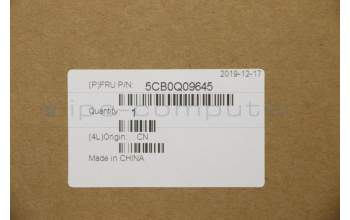 2019-12-17
(P)FRU P/N: 5CB0Q09645
Quantity 1
(4L)Origin: CN
Made in CHINA